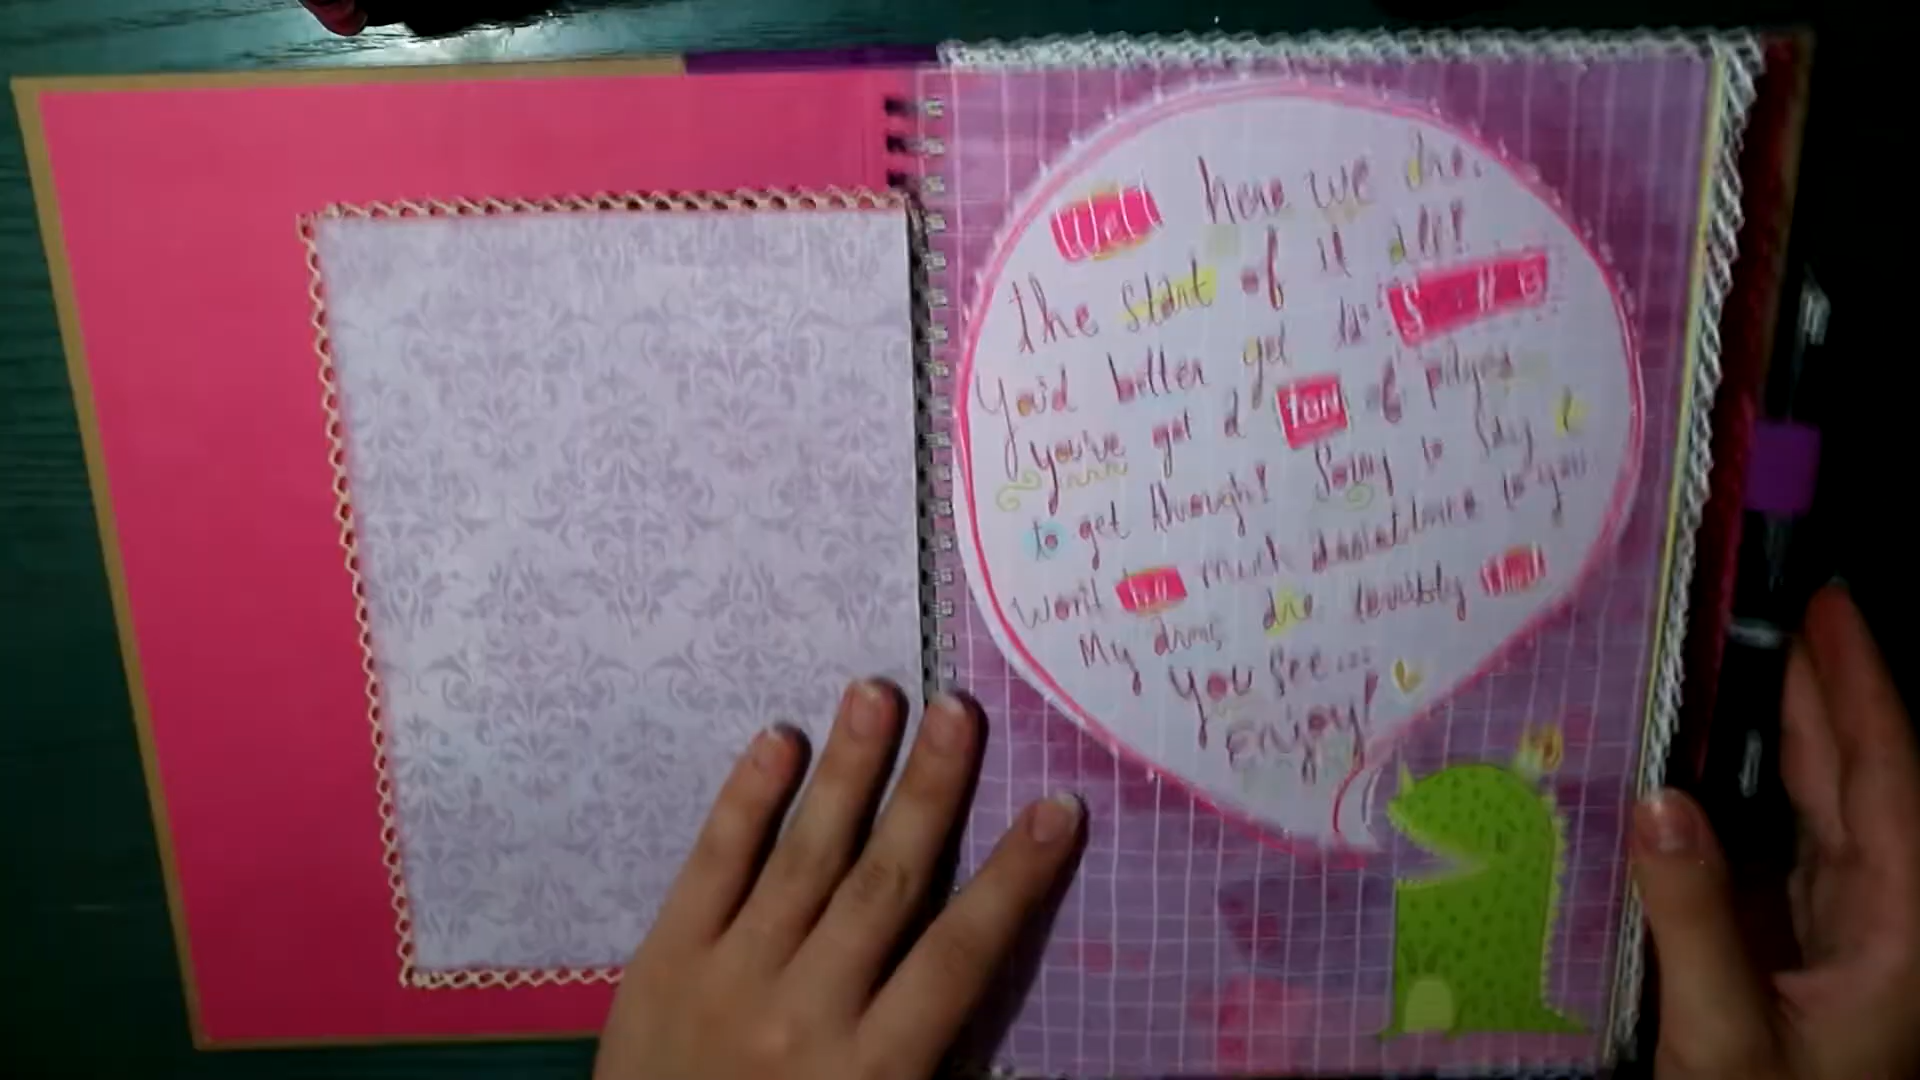 Well here we are.
the start of it all!
You'd better get to
you've got a TON of pages
to get through! Sorry to say I
Won't be much assistance to you
My arms are terribly small
You see...
Enjoy!